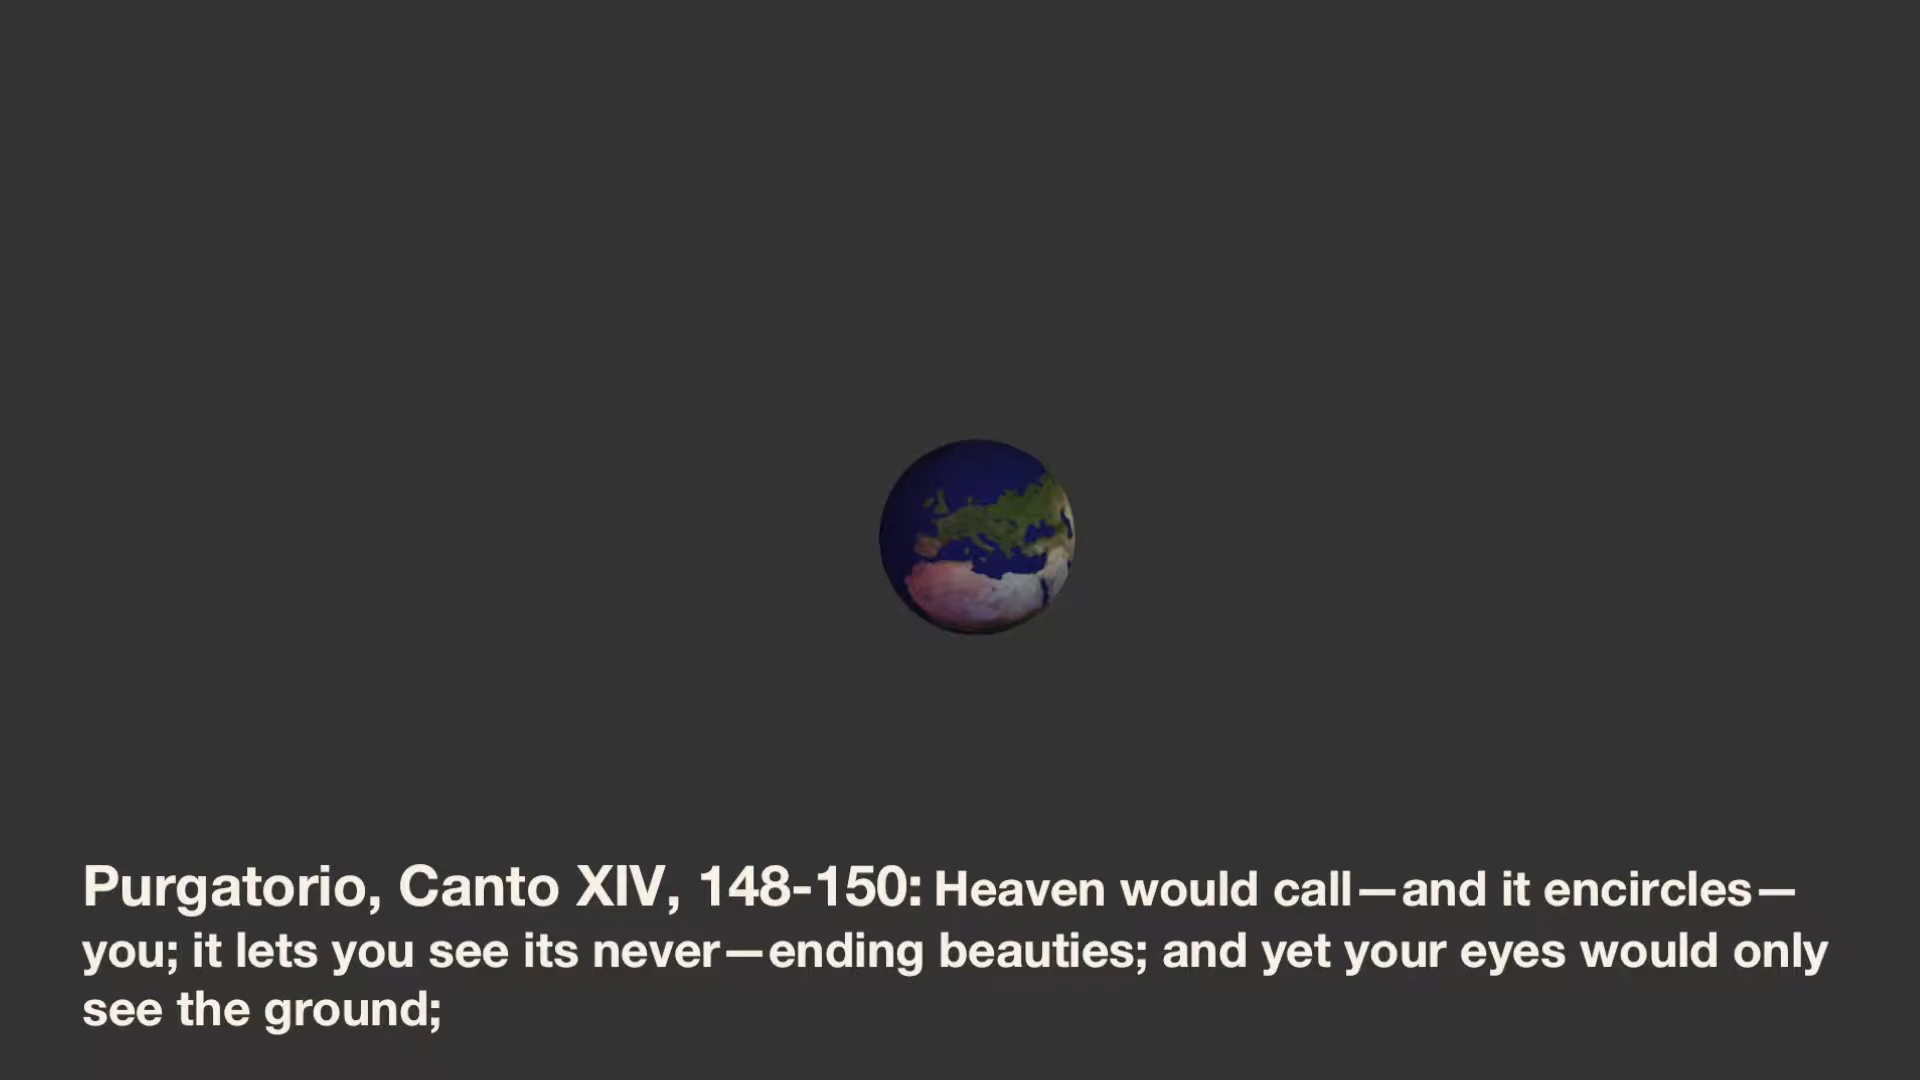 Purgatorio, Canto XIV, 148-150: Heaven would call—and it encircles—
you; it lets you see its never—ending beauties; and yet your eyes would only
see the ground;